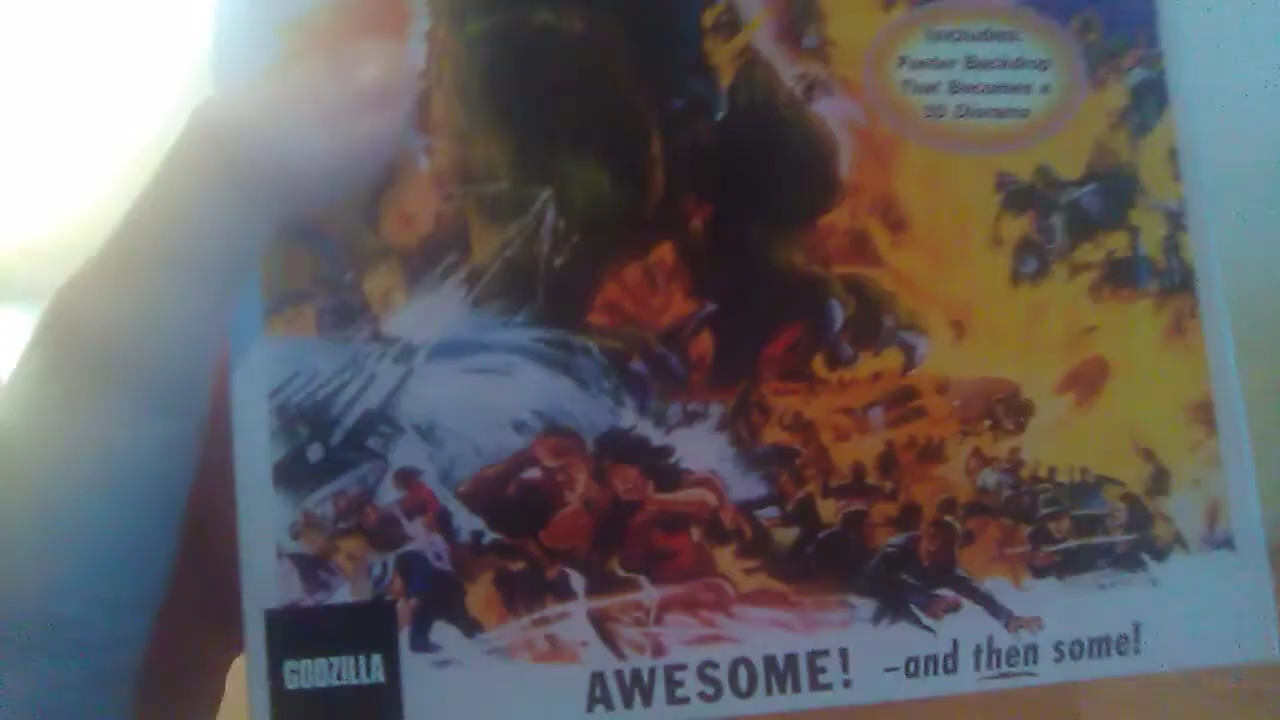 Includes:
Poster Backdrop
That Becomes a
3D Diorama
GODZILLA
AWESOME! –and then some!